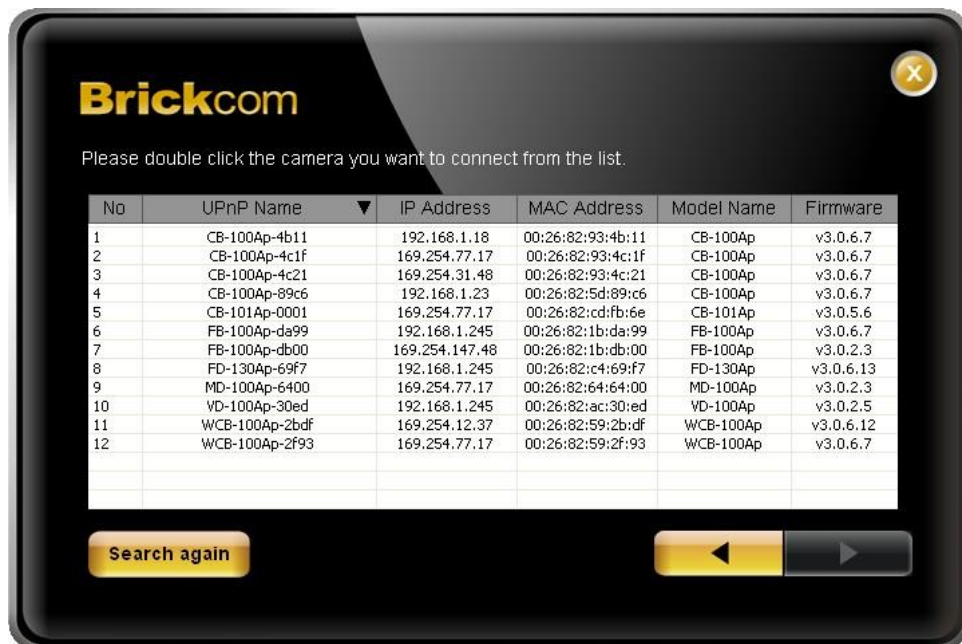 Brickcom
Please double click the camera you want to connect from the list.
No UPnP Name IP Address MAC Address Model Name Firmware
1 CB-100Ap-4b11 192.168.1.18 00:26:82:93:4b:11 CB-100Ap v3.0.6.7
2 CB-100Ap-4c1f 169.254.77.17 00:26:82:93:4c:1f CB-100Ap v3.0.6.7
3 CB-100Ap-4c21 169.254.31.48 00:26:82:93:4c:21 CB-100Ap v3.0.6.7
4 CB-100Ap-89c6 192.168.1.23 00:26:82:5d:89:c6 CB-100Ap v3.0.6.7
5 CB-101Ap-0001 169.254.77.17 00:26:82:cd:fb:6e CB-101Ap v3.0.5.6
6 FB-100Ap-da99 192.168.1.245 00:26:82:1b:da:99 FB-100Ap v3.0.6.7
7 FB-100Ap-db00 169.254.147.48 00:26:82:1b:db:00 FB-100Ap v3.0.2.3
8 FD-130Ap-69f7 192.168.1.245 00:26:82:c4:69:f7 FD-130Ap v3.0.6.13
9 MD-100Ap-6400 169.254.77.17 00:26:82:64:64:00 MD-100Ap v3.0.2.3
10 VD-100Ap-30ed 192.168.1.245 00:26:82:ac:30:ed VD-100Ap v3.0.2.5
11 WCB-100Ap-2bdf 169.254.12.37 00:26:82:59:2b:df WCB-100Ap v3.0.6.12
12 WCB-100Ap-2f93 169.254.77.17 00:26:82:59:2f:93 WCB-100Ap v3.0.6.7
Search again